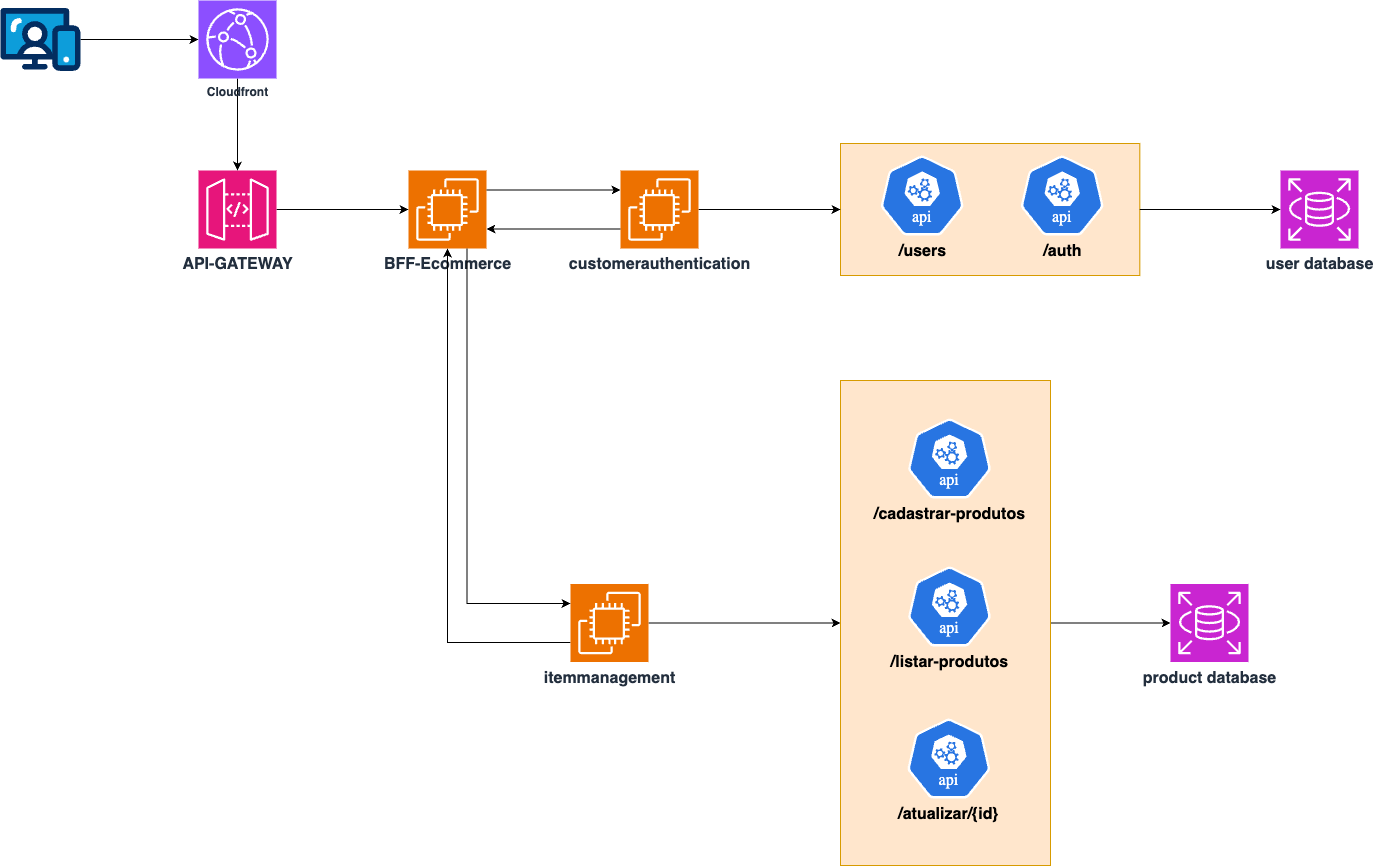 Cloudfront
API-GATEWAY
BFF-Ecommerce
customerauthentication
api
/users
api
/auth
user database
api
/cadastrar-produtos
api
/listar-produtos
api
/atualizar/{id}
itemmanagement
product database